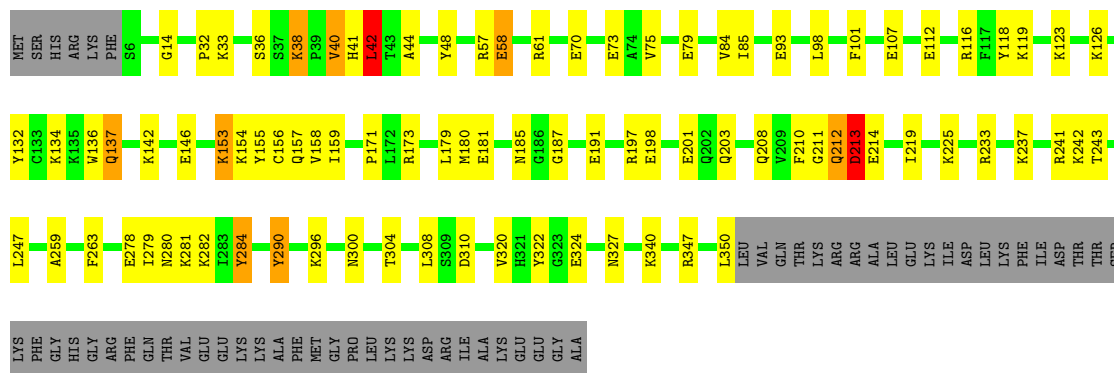 MET SER HIS ARG LYS PHE S6 G14 P32 K33 S36 S37 K38 P39 V40 H41 L42 T43 A44 Y48 R57 E58 R61 E70 E73 A74 V75 E79 V84 I85 E93 L98 F101 E107 E112 R116 F117 Y118 K119 K123 K126
Y132 C133 K134 K135 W136 Q137 K142 E146 K153 K154 Y155 C156 Q157 V158 I159 P171 L172 R173 L179 M180 E181 N185 G186 G187 E191 R197 E198 E201 Q202 Q203 Q208 V209 F210 G211 Q212 D213 E214 I219 K225 R233 K237 R241 K242 T243
L247 A259 F263 E278 I279 N280 K281 K282 I283 Y284 Y290 K296 N300 T304 L308 S309 D310 V320 H321 Y322 G323 E324 N327 K340 R347 L350 LEU VAL GLN THR LYS ARG ARG ALA LEU GLU LYS ILE ASP LEU LYS PHE ILE ASP THR THR SER
LYS PHE GLY HIS GLY ARG PHE GLN THR VAL GLU GLU LYS LYS ALA PHE MET GLY PRO LEU LYS LYS ASP ARG ILE ALA LYS GLU GLU GLY ALA